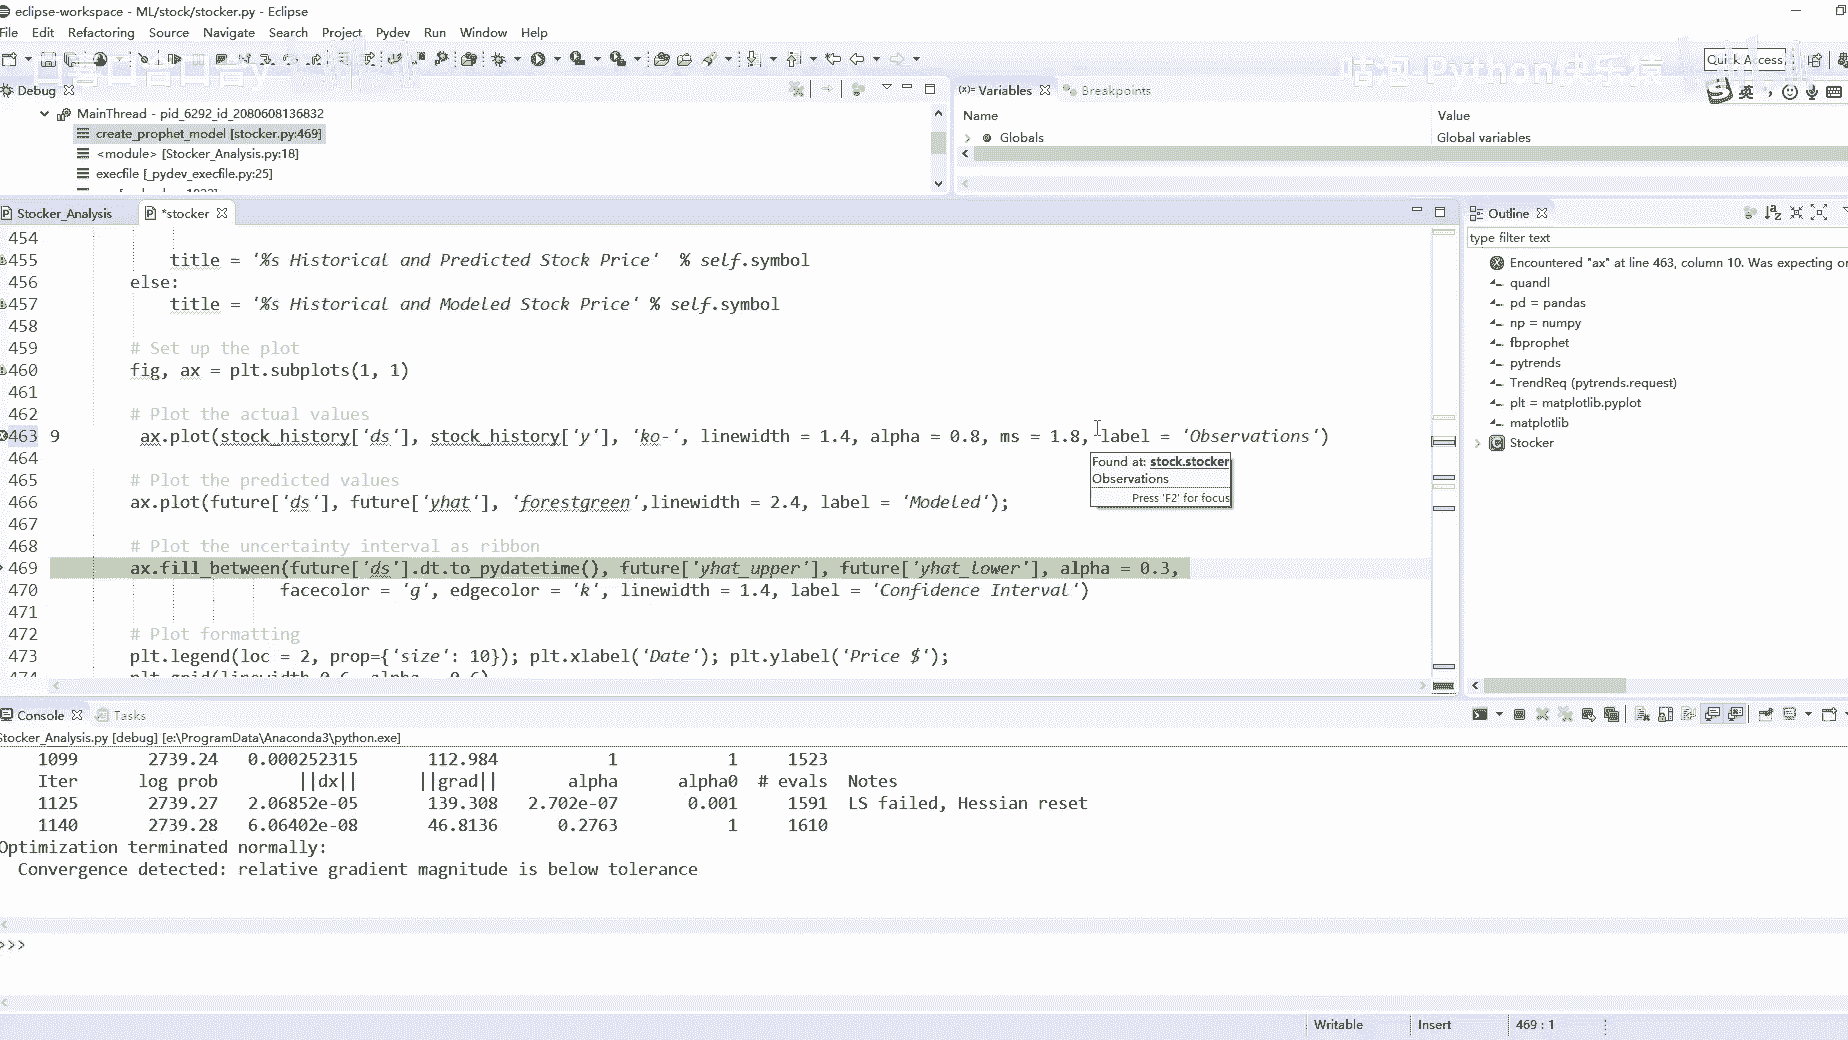 eclipse-workspace - ML/stock/stocker.py - Eclipse
File Edit Refactoring Source Navigate Search Project Pydev Run Window Help
Quick Access
Debug
(x)= Variables Breakpoints
MainThread - pid_6292_id_2080608136832
create_prophet_model [stocker.py:469]
<module> [Stocker_Analysis.py:18]
execfile [_pydev_execfile.py:25]
Name Value
Globals Global variables
Stocker_Analysis *stocker
454
455 title = '%s Historical and Predicted Stock Price' % self.symbol
456 else:
457 title = '%s Historical and Modeled Stock Price' % self.symbol
458
459 # Set up the plot
460 fig, ax = plt.subplots(1, 1)
461
462 # Plot the actual values
463 9 ax.plot(stock_history['ds'], stock_history['y'], 'ko-', linewidth = 1.4, alpha = 0.8, ms = 1.8, label = 'Observations')
464
465 # Plot the predicted values
466 ax.plot(future['ds'], future['yhat'], 'forestgreen',linewidth = 2.4, label = 'Modeled');
467
468 # Plot the uncertainty interval as ribbon
469 ax.fill_between(future['ds'].dt.to_pydatetime(), future['yhat_upper'], future['yhat_lower'], alpha = 0.3,
470 facecolor = 'g', edgecolor = 'k', linewidth = 1.4, label = 'Confidence Interval')
471
472 # Plot formatting
473 plt.legend(loc = 2, prop={'size': 10}); plt.xlabel('Date'); plt.ylabel('Price $');
Found at: stock.stocker
Observations
Press 'F2' for focus
Outline
type filter text
Encountered "ax" at line 463, column 10. Was expecting
quandl
pd = pandas
np = numpy
fbprophet
pytrends
TrendReq (pytrends.request)
plt = matplotlib.pyplot
matplotlib
Stocker
Console Tasks
Stocker_Analysis.py [debug] [e:\ProgramData\Anaconda3\python.exe]
1099 2739.24 0.000252315 112.984 1 1 1523
Iter log prob ||dx|| ||grad|| alpha alpha0 # evals Notes
1125 2739.27 2.06852e-05 139.308 2.702e-07 0.001 1591 LS failed, Hessian reset
1140 2739.28 6.06402e-08 46.8136 0.2763 1 1610
Optimization terminated normally:
Convergence detected: relative gradient magnitude is below tolerance
>>>
Writable Insert 469 : 1